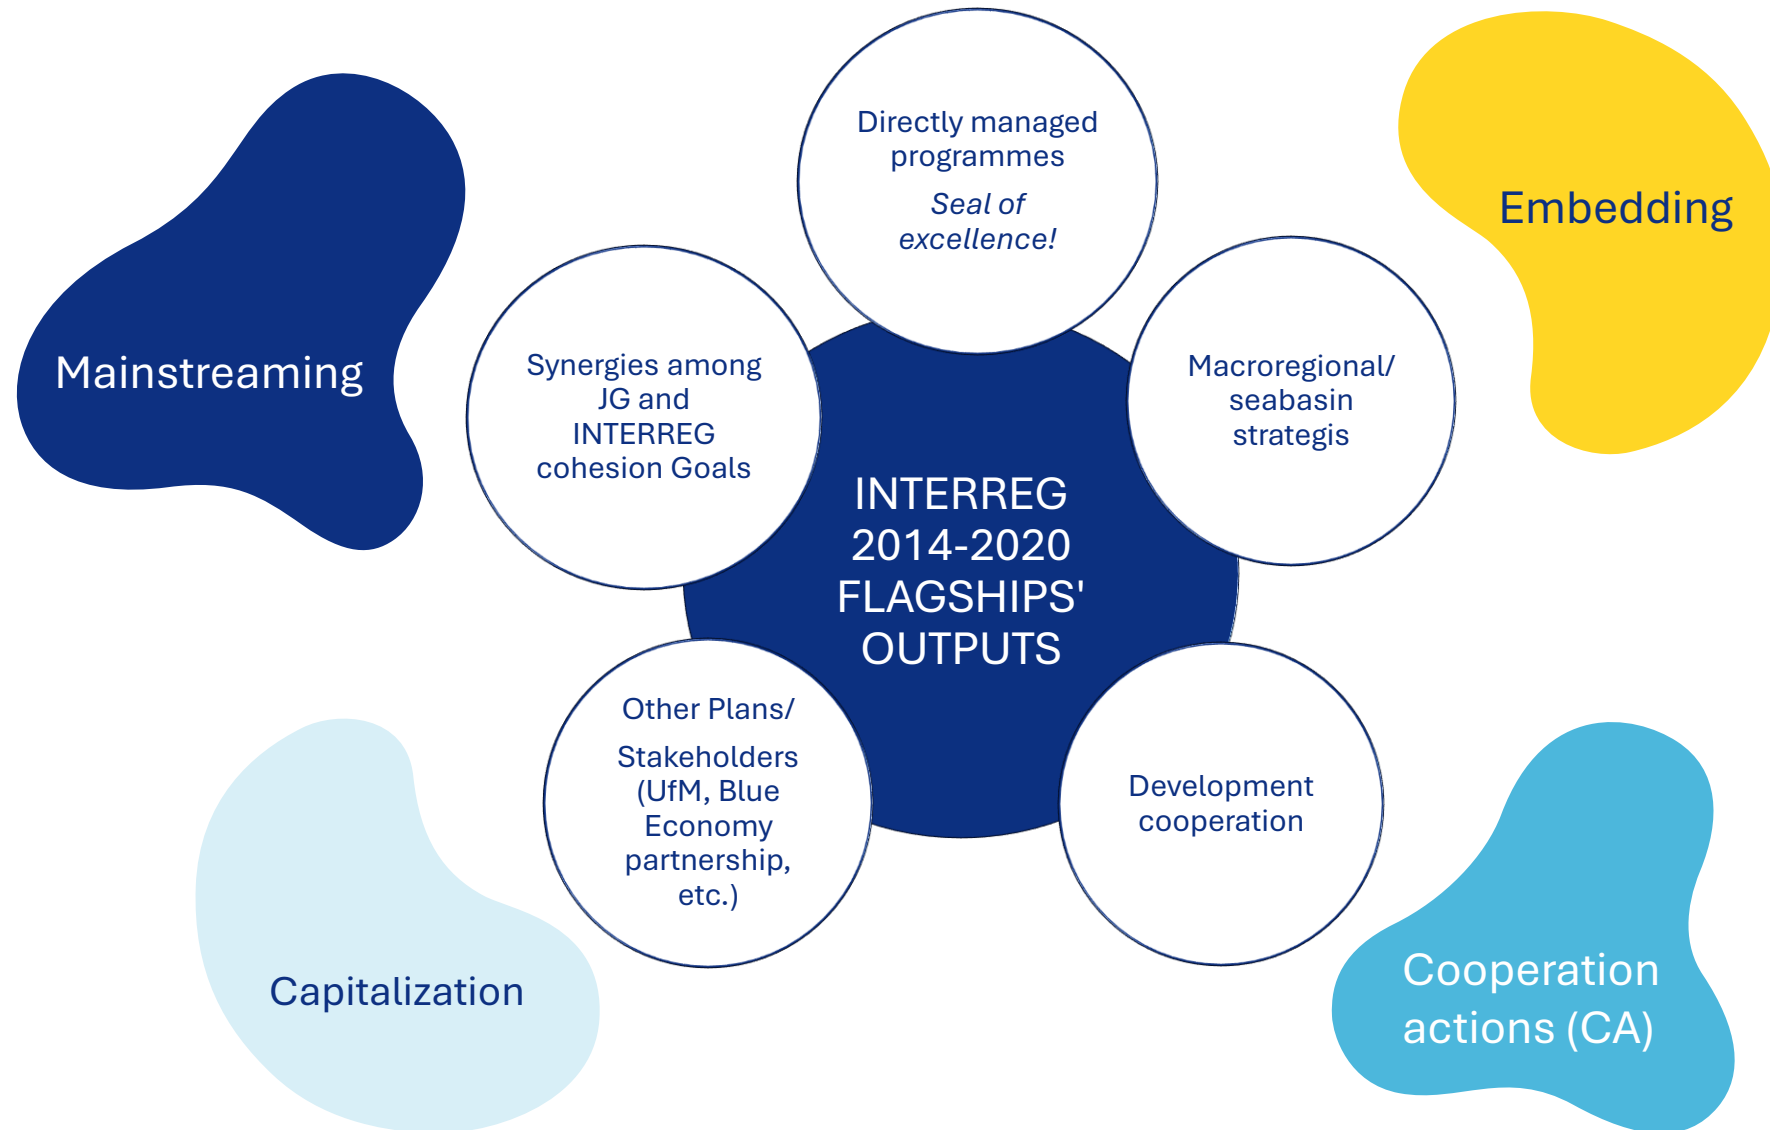 Directly managed
programmes
Seal of
excellence!
Embedding
Mainstreaming
Synergies among
JG and
INTERREG
cohesion Goals
Macroregional/
seabasin
strategis
INTERREG
2014-2020
FLAGSHIPS'
OUTPUTS
Other Plans/
Stakeholders
(UfM, Blue
Economy
partnership,
etc.)
Development
cooperation
Capitalization
Cooperation
actions (CA)